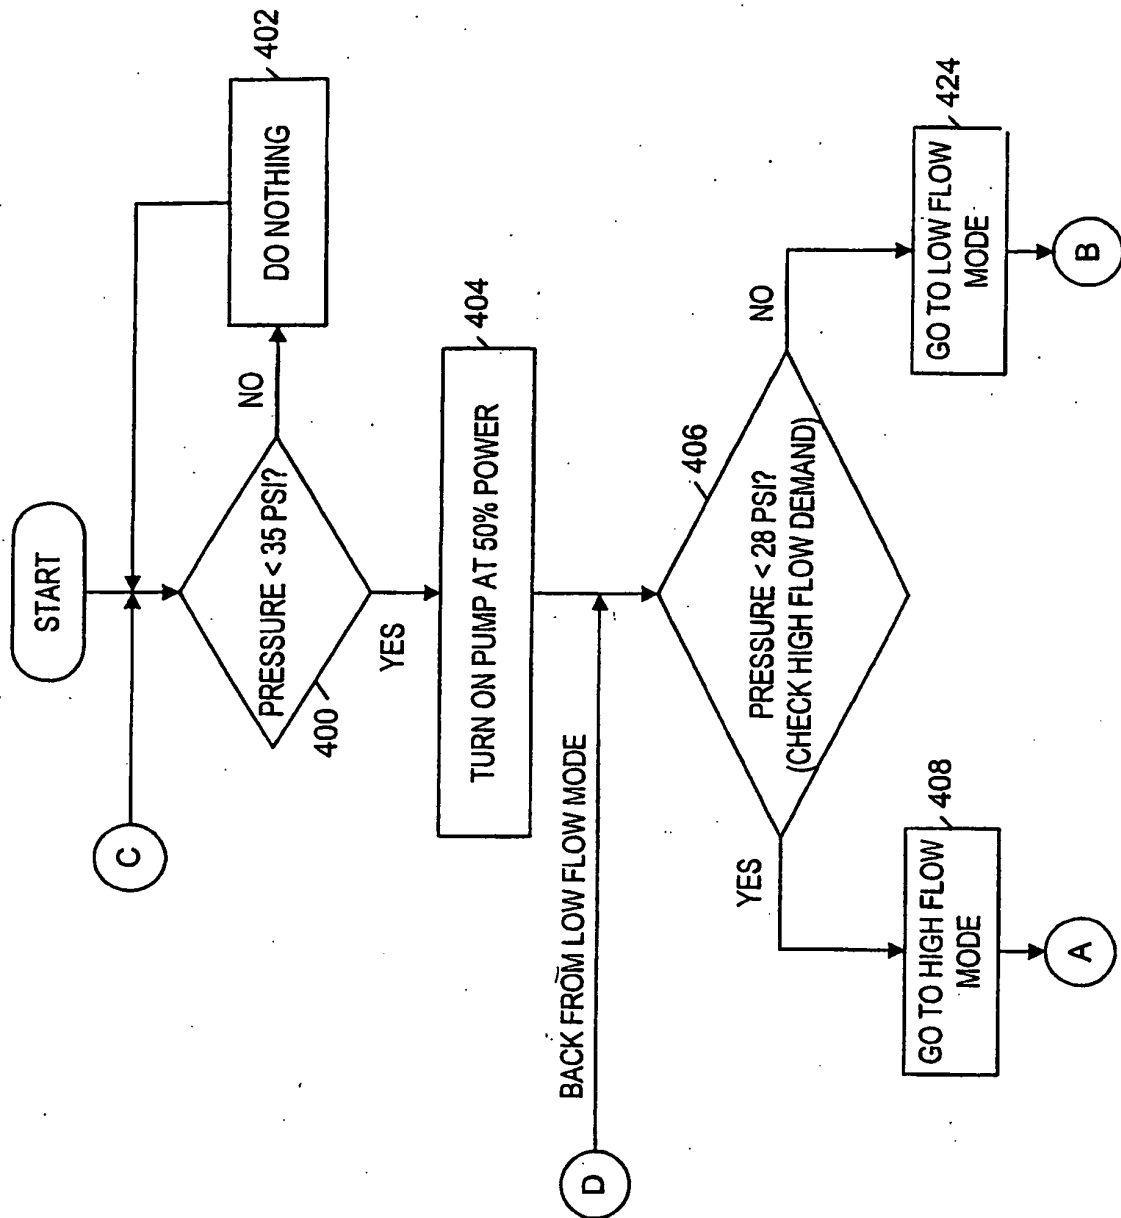 START
C
PRESSURE < 35 PSI?
400
NO
DO NOTHING
402
YES
TURN ON PUMP AT 50% POWER
404
D
BACK FROM LOW FLOW MODE
PRESSURE < 28 PSI?
(CHECK HIGH FLOW DEMAND)
406
YES
NO
GO TO HIGH FLOW
MODE
408
GO TO LOW FLOW
MODE
424
A
B